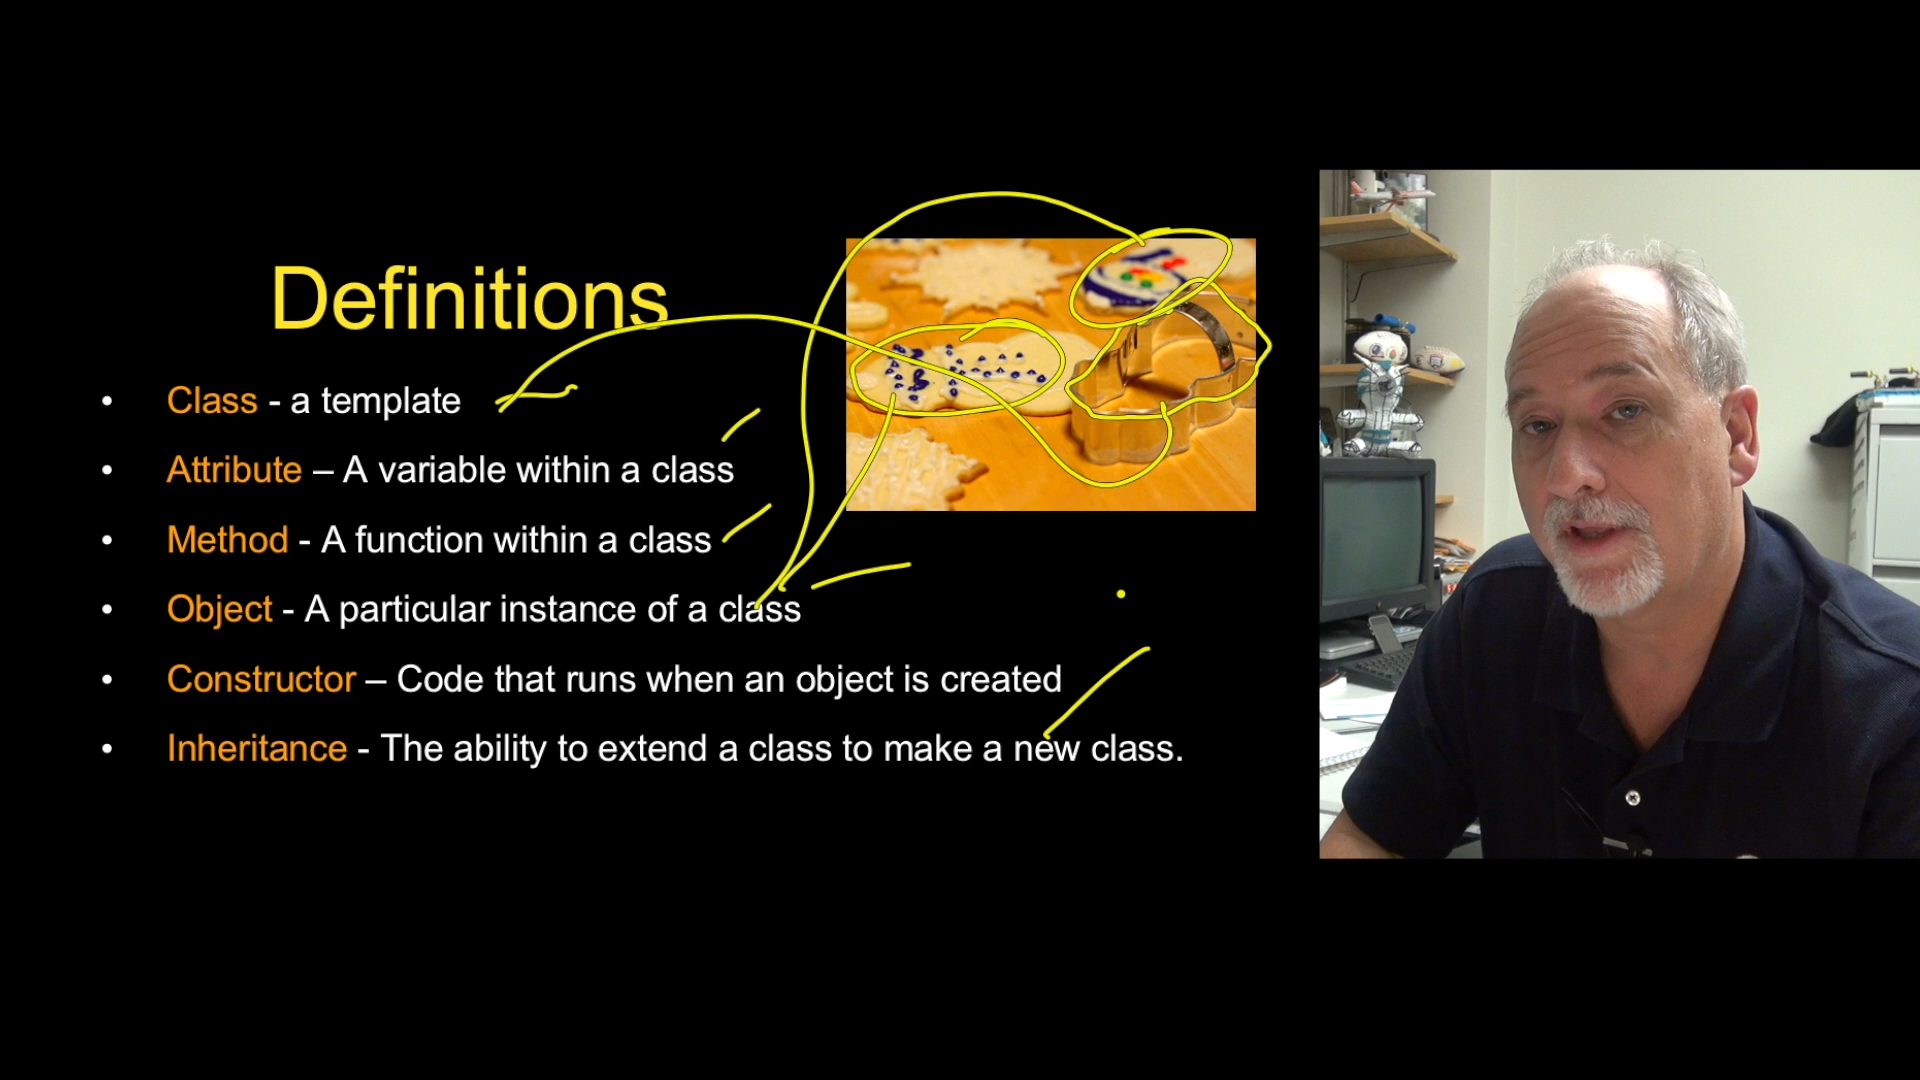 Definitions
• Class - a template
• Attribute – A variable within a class
• Method - A function within a class
• Object - A particular instance of a class
• Constructor – Code that runs when an object is created
• Inheritance - The ability to extend a class to make a new class.